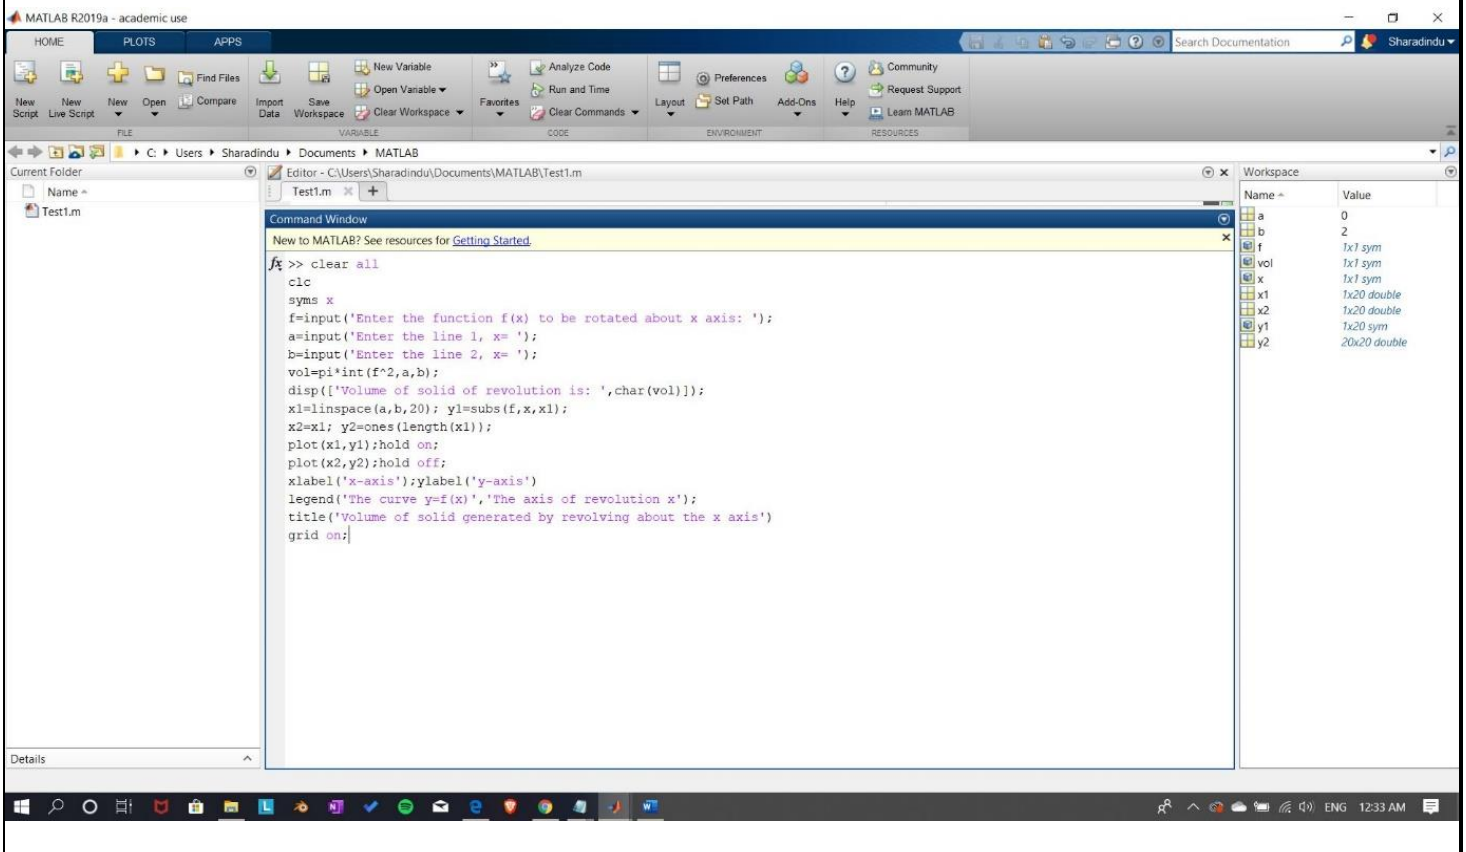 MATLAB R2019a - academic use
HOME PLOTS APPS
Search Documentation
Sharadindu
New Script
New Live Script
New
Open
Find Files
Compare
Import Data
Save Workspace
New Variable
Open Variable
Clear Workspace
Favorites
Analyze Code
Run and Time
Clear Commands
Layout
Preferences
Set Path
Add-Ons
Help
Community
Request Support
Learn MATLAB
FILE VARIABLE CODE ENVIRONMENT RESOURCES
C: Users Sharadindu Documents MATLAB
Current Folder
Name
Test1.m
Details
Editor - C:\Users\Sharadindu\Documents\MATLAB\Test1.m
Test1.m
Command Window
New to MATLAB? See resources for Getting Started.
fx >> clear all
clc
syms x
f=input('Enter the function f(x) to be rotated about x axis: ');
a=input('Enter the line 1, x= ');
b=input('Enter the line 2, x= ');
vol=pi*int(f^2,a,b);
disp(['Volume of solid of revolution is: ',char(vol)]);
x1=linspace(a,b,20); y1=subs(f,x,x1);
x2=x1; y2=ones(length(x1));
plot(x1,y1);hold on;
plot(x2,y2);hold off;
xlabel('x-axis');ylabel('y-axis')
legend('The curve y=f(x)','The axis of revolution x');
title('Volume of solid generated by revolving about the x axis')
grid on;
Workspace
Name Value
a 0
b 2
f 1x1 sym
vol 1x1 sym
x 1x1 sym
x1 1x20 double
x2 1x20 double
y1 1x20 sym
y2 20x20 double
ENG 12:33 AM